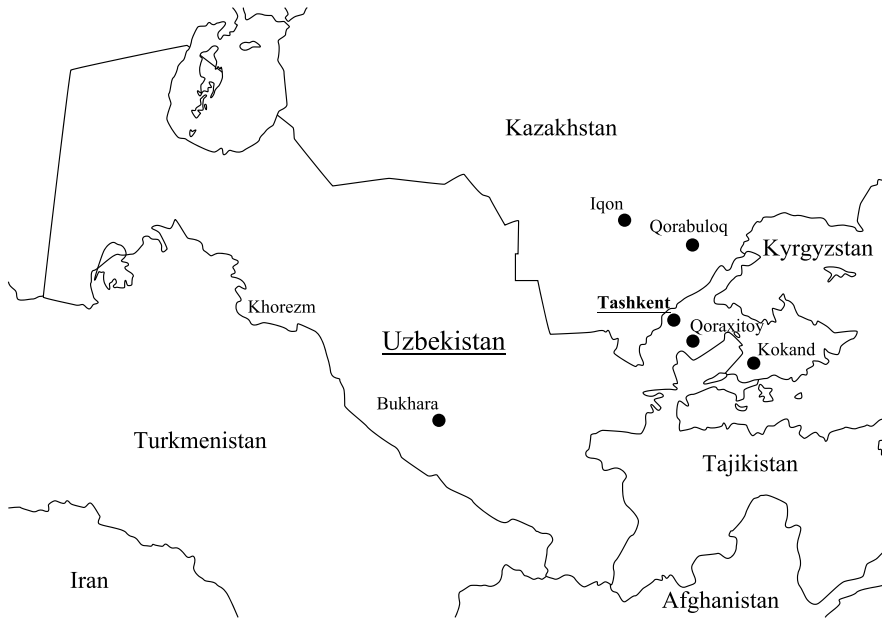 Kazakhstan
Iqon
Qorabuloq
Kyrgyzstan
Tashkent
Khorezm
Qoraxitoy
Uzbekistan
Kokand
Bukhara
Turkmenistan
Tajikistan
Iran
Afghanistan